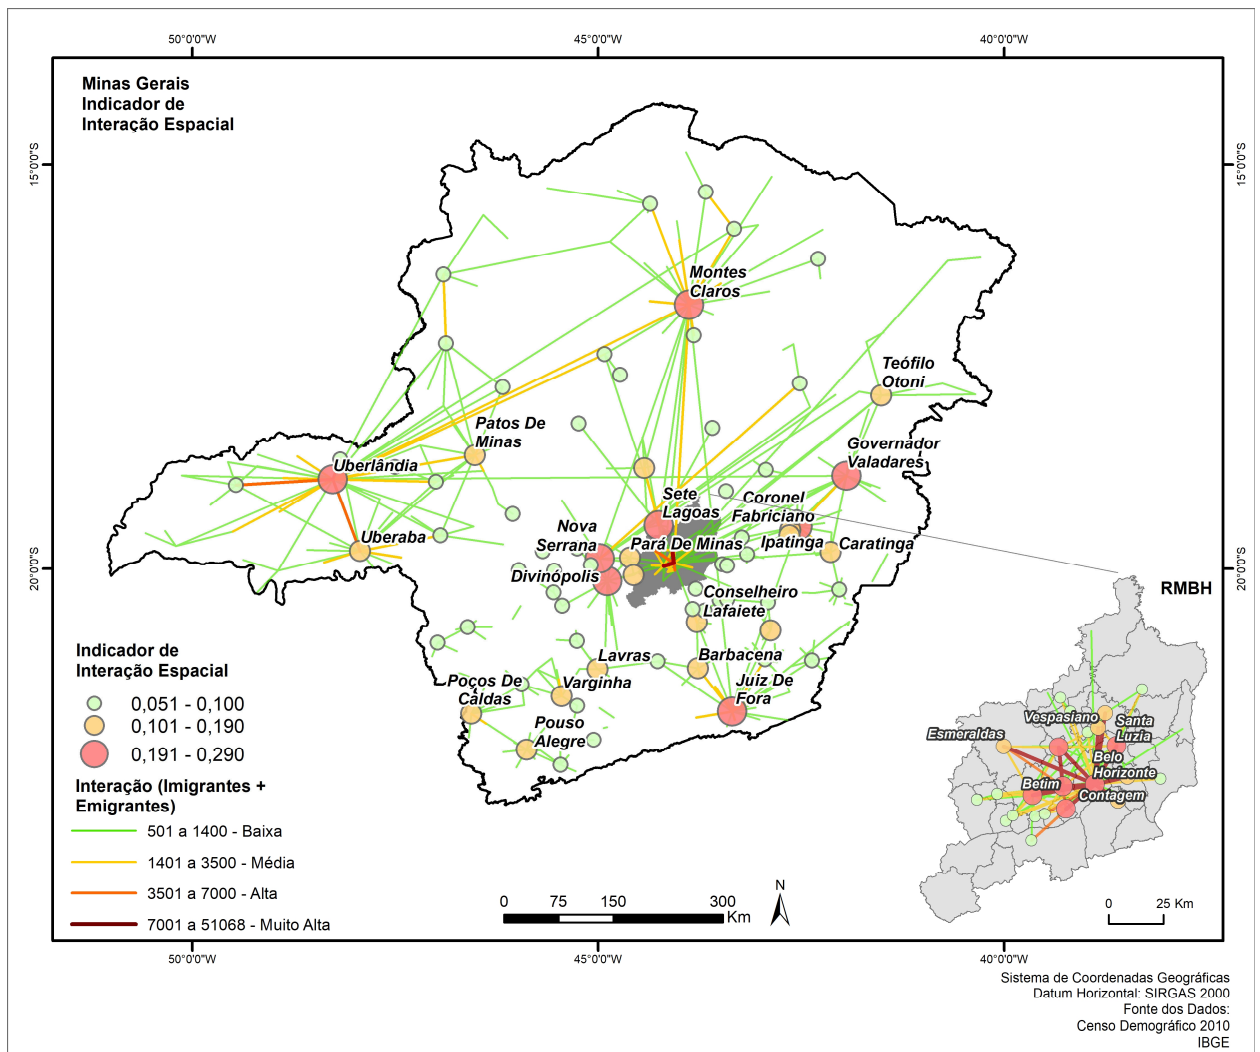 50°0'0"W
45°0'0"W
40°0'0"W
Minas Gerais
Indicador de
Interação Espacial
15°0'0"S
15°0'0"S
Montes
Claros
Teófilo
Otoni
Patos De
Minas
Governador
Valadares
Uberlândia
Sete
Lagoas
Coronel
Fabriciano
Nova
Serrana
Uberaba
Pará De Minas
Ipatinga
Caratinga
Divinópolis
20°0'0"S
20°0'0"S
Conselheiro
Lafaiete
RMBH
Lavras
Barbacena
Poços De
Caldas
Varginha
Juiz De
Fora
Pouso
Alegre
Vespasiano
Santa
Luzia
Esmeraldas
Belo
Horizonte
Betim
Contagem
Indicador de
Interação Espacial
0,051 - 0,100
0,101 - 0,190
0,191 - 0,290
Interação (Imigrantes +
Emigrantes)
501 a 1400 - Baixa
1401 a 3500 - Média
3501 a 7000 - Alta
7001 a 51068 - Muito Alta
0 75 150 300
Km
N
0 25 Km
50°0'0"W
45°0'0"W
40°0'0"W
Sistema de Coordenadas Geográficas
Datum Horizontal: SIRGAS 2000
Fonte dos Dados:
Censo Demográfico 2010
IBGE